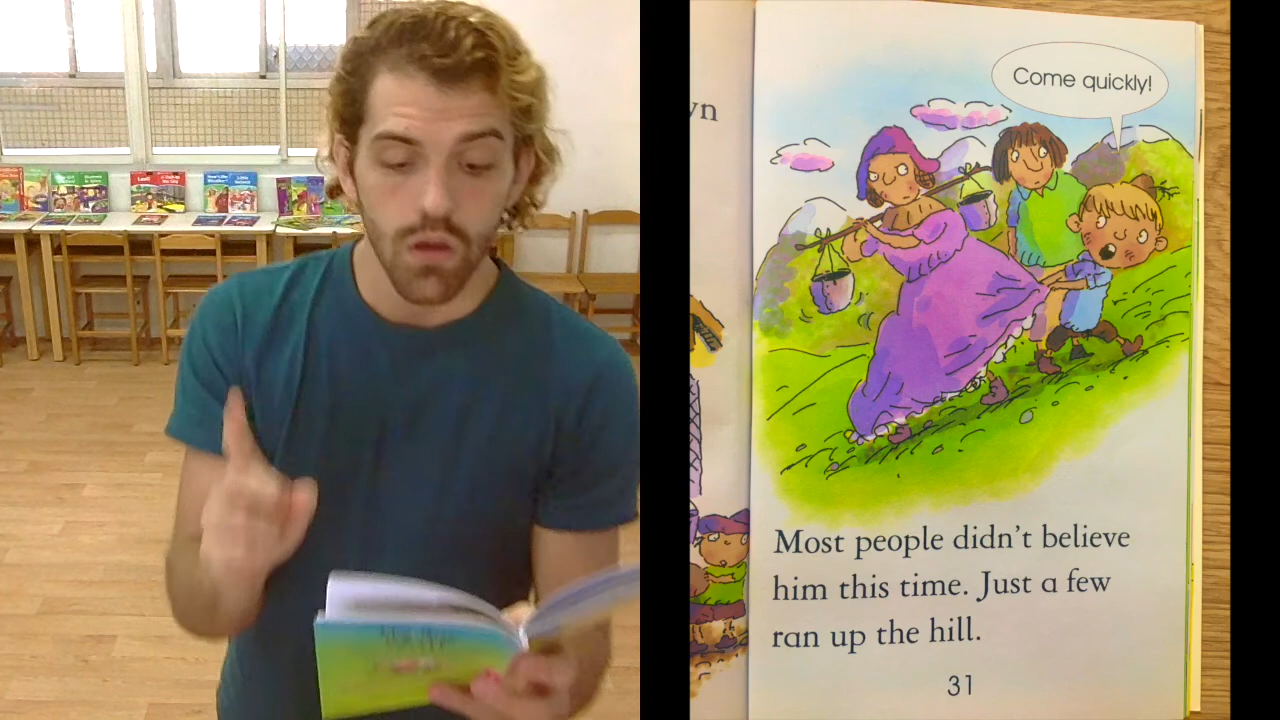 Come quickly!
Most people didn't believe
him this time. Just a few
ran up the hill.
31